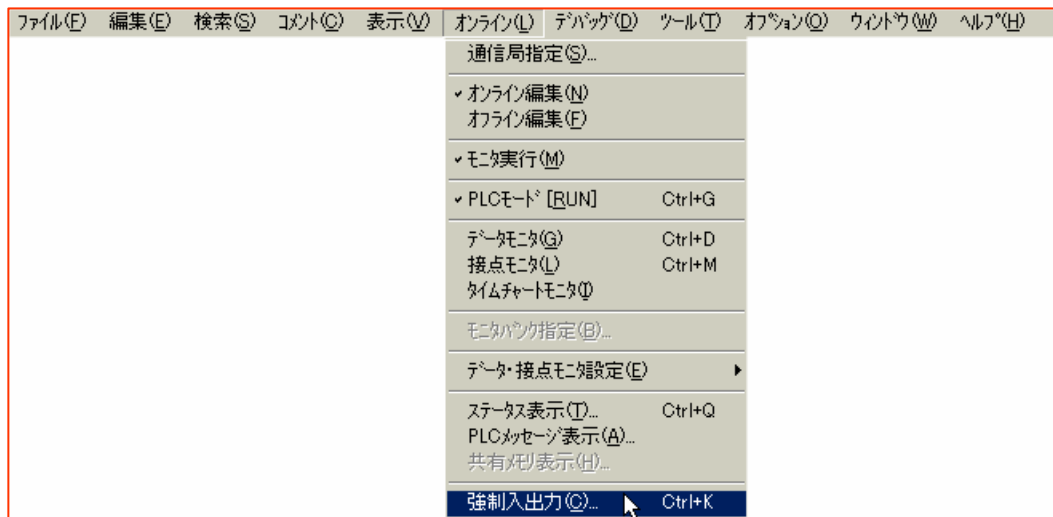 ﾌｧｲﾙ(F) 編集(E) 検索(S) ｺﾒﾝﾄ(C) 表示(V) ｵﾝﾗｲﾝ(L) ﾃﾞﾊﾞｯｸﾞ(D) ﾂｰﾙ(T) ｵﾌﾟｼｮﾝ(O) ｳｨﾝﾄﾞｳ(W) ﾍﾙﾌﾟ(H)
通信局指定(S)...
ｵﾝﾗｲﾝ編集(N)
ｵﾌﾗｲﾝ編集(F)
ﾓﾆﾀ実行(M)
PLCﾓｰﾄﾞ [RUN] Ctrl+G
ﾃﾞｰﾀﾓﾆﾀ(G) Ctrl+D
接点ﾓﾆﾀ(L) Ctrl+M
ﾀｲﾑﾁｬｰﾄﾓﾆﾀ(I)
ﾓﾆﾀﾊﾞﾝｸ指定(B)...
ﾃﾞｰﾀ･接点ﾓﾆﾀ設定(E)
ｽﾃｰﾀｽ表示(T)... Ctrl+Q
PLCﾒｯｾｰｼﾞ表示(A)...
共有ﾒﾓﾘ表示(H)...
強制入出力(C)... Ctrl+K